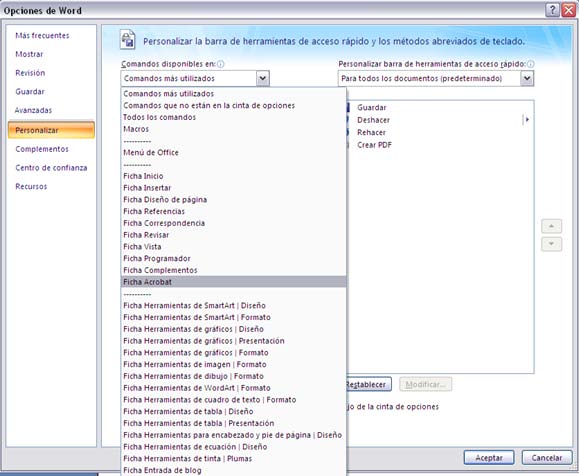 Opciones de Word
Más frecuentes
Mostrar
Revisión
Guardar
Avanzadas
Personalizar
Complementos
Centro de confianza
Recursos
Personalizar la barra de herramientas de acceso rápido y los métodos abreviados de teclado.
Comandos disponibles en:
Comandos más utilizados
Comandos más utilizados
Comandos que no están en la cinta de opciones
Todos los comandos
Macros
----------
Menú de Office
----------
Ficha Inicio
Ficha Insertar
Ficha Diseño de página
Ficha Referencias
Ficha Correspondencia
Ficha Revisar
Ficha Vista
Ficha Programador
Ficha Complementos
Ficha Acrobat
----------
Ficha Herramientas de SmartArt | Diseño
Ficha Herramientas de SmartArt | Formato
Ficha Herramientas de gráficos | Diseño
Ficha Herramientas de gráficos | Presentación
Ficha Herramientas de gráficos | Formato
Ficha Herramientas de imagen | Formato
Ficha Herramientas de dibujo | Formato
Ficha Herramientas de WordArt | Formato
Ficha Herramientas de cuadro de texto | Formato
Ficha Herramientas de tabla | Diseño
Ficha Herramientas de tabla | Presentación
Ficha Herramientas para encabezado y pie de página | Diseño
Ficha Herramientas de ecuación | Diseño
Ficha Herramientas de tinta | Plumas
Ficha Entrada de blog
Personalizar barra de herramientas de acceso rápido:
Para todos los documentos (predeterminado)
Guardar
Deshacer
Rehacer
Crear PDF
Restablecer
Modificar...
jo de la cinta de opciones
Aceptar
Cancelar